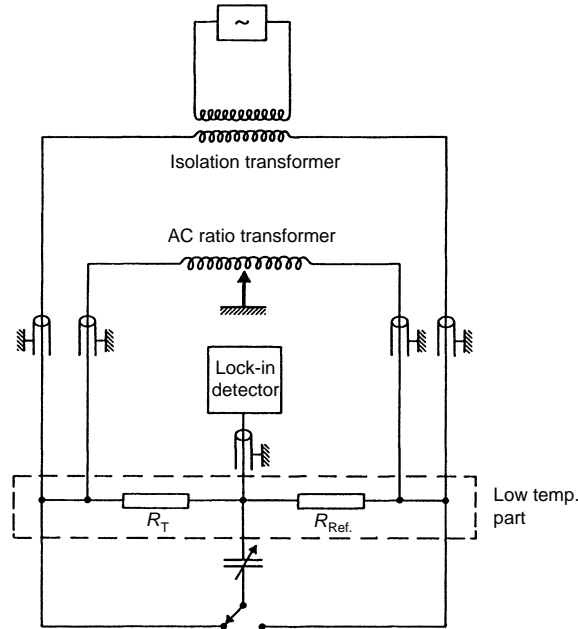 ~
Isolation transformer
AC ratio transformer
Lock-in
detector
R_T
R_Ref.
Low temp.
part